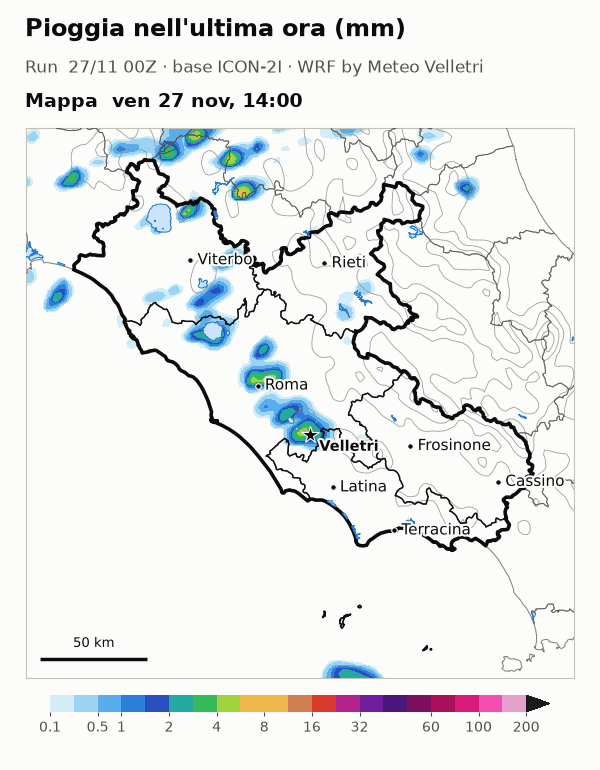 Pioggia nell'ultima ora (mm)
Run  27/11 00Z · base ICON-2I · WRF by Meteo Velletri
Mappa  ven 27 nov, 14:00
Viterbo
Rieti
Roma
Velletri
Frosinone
Latina
Cassino
Terracina
50 km
0.1 0.5 1 2 4 8 16 32 60 100 200